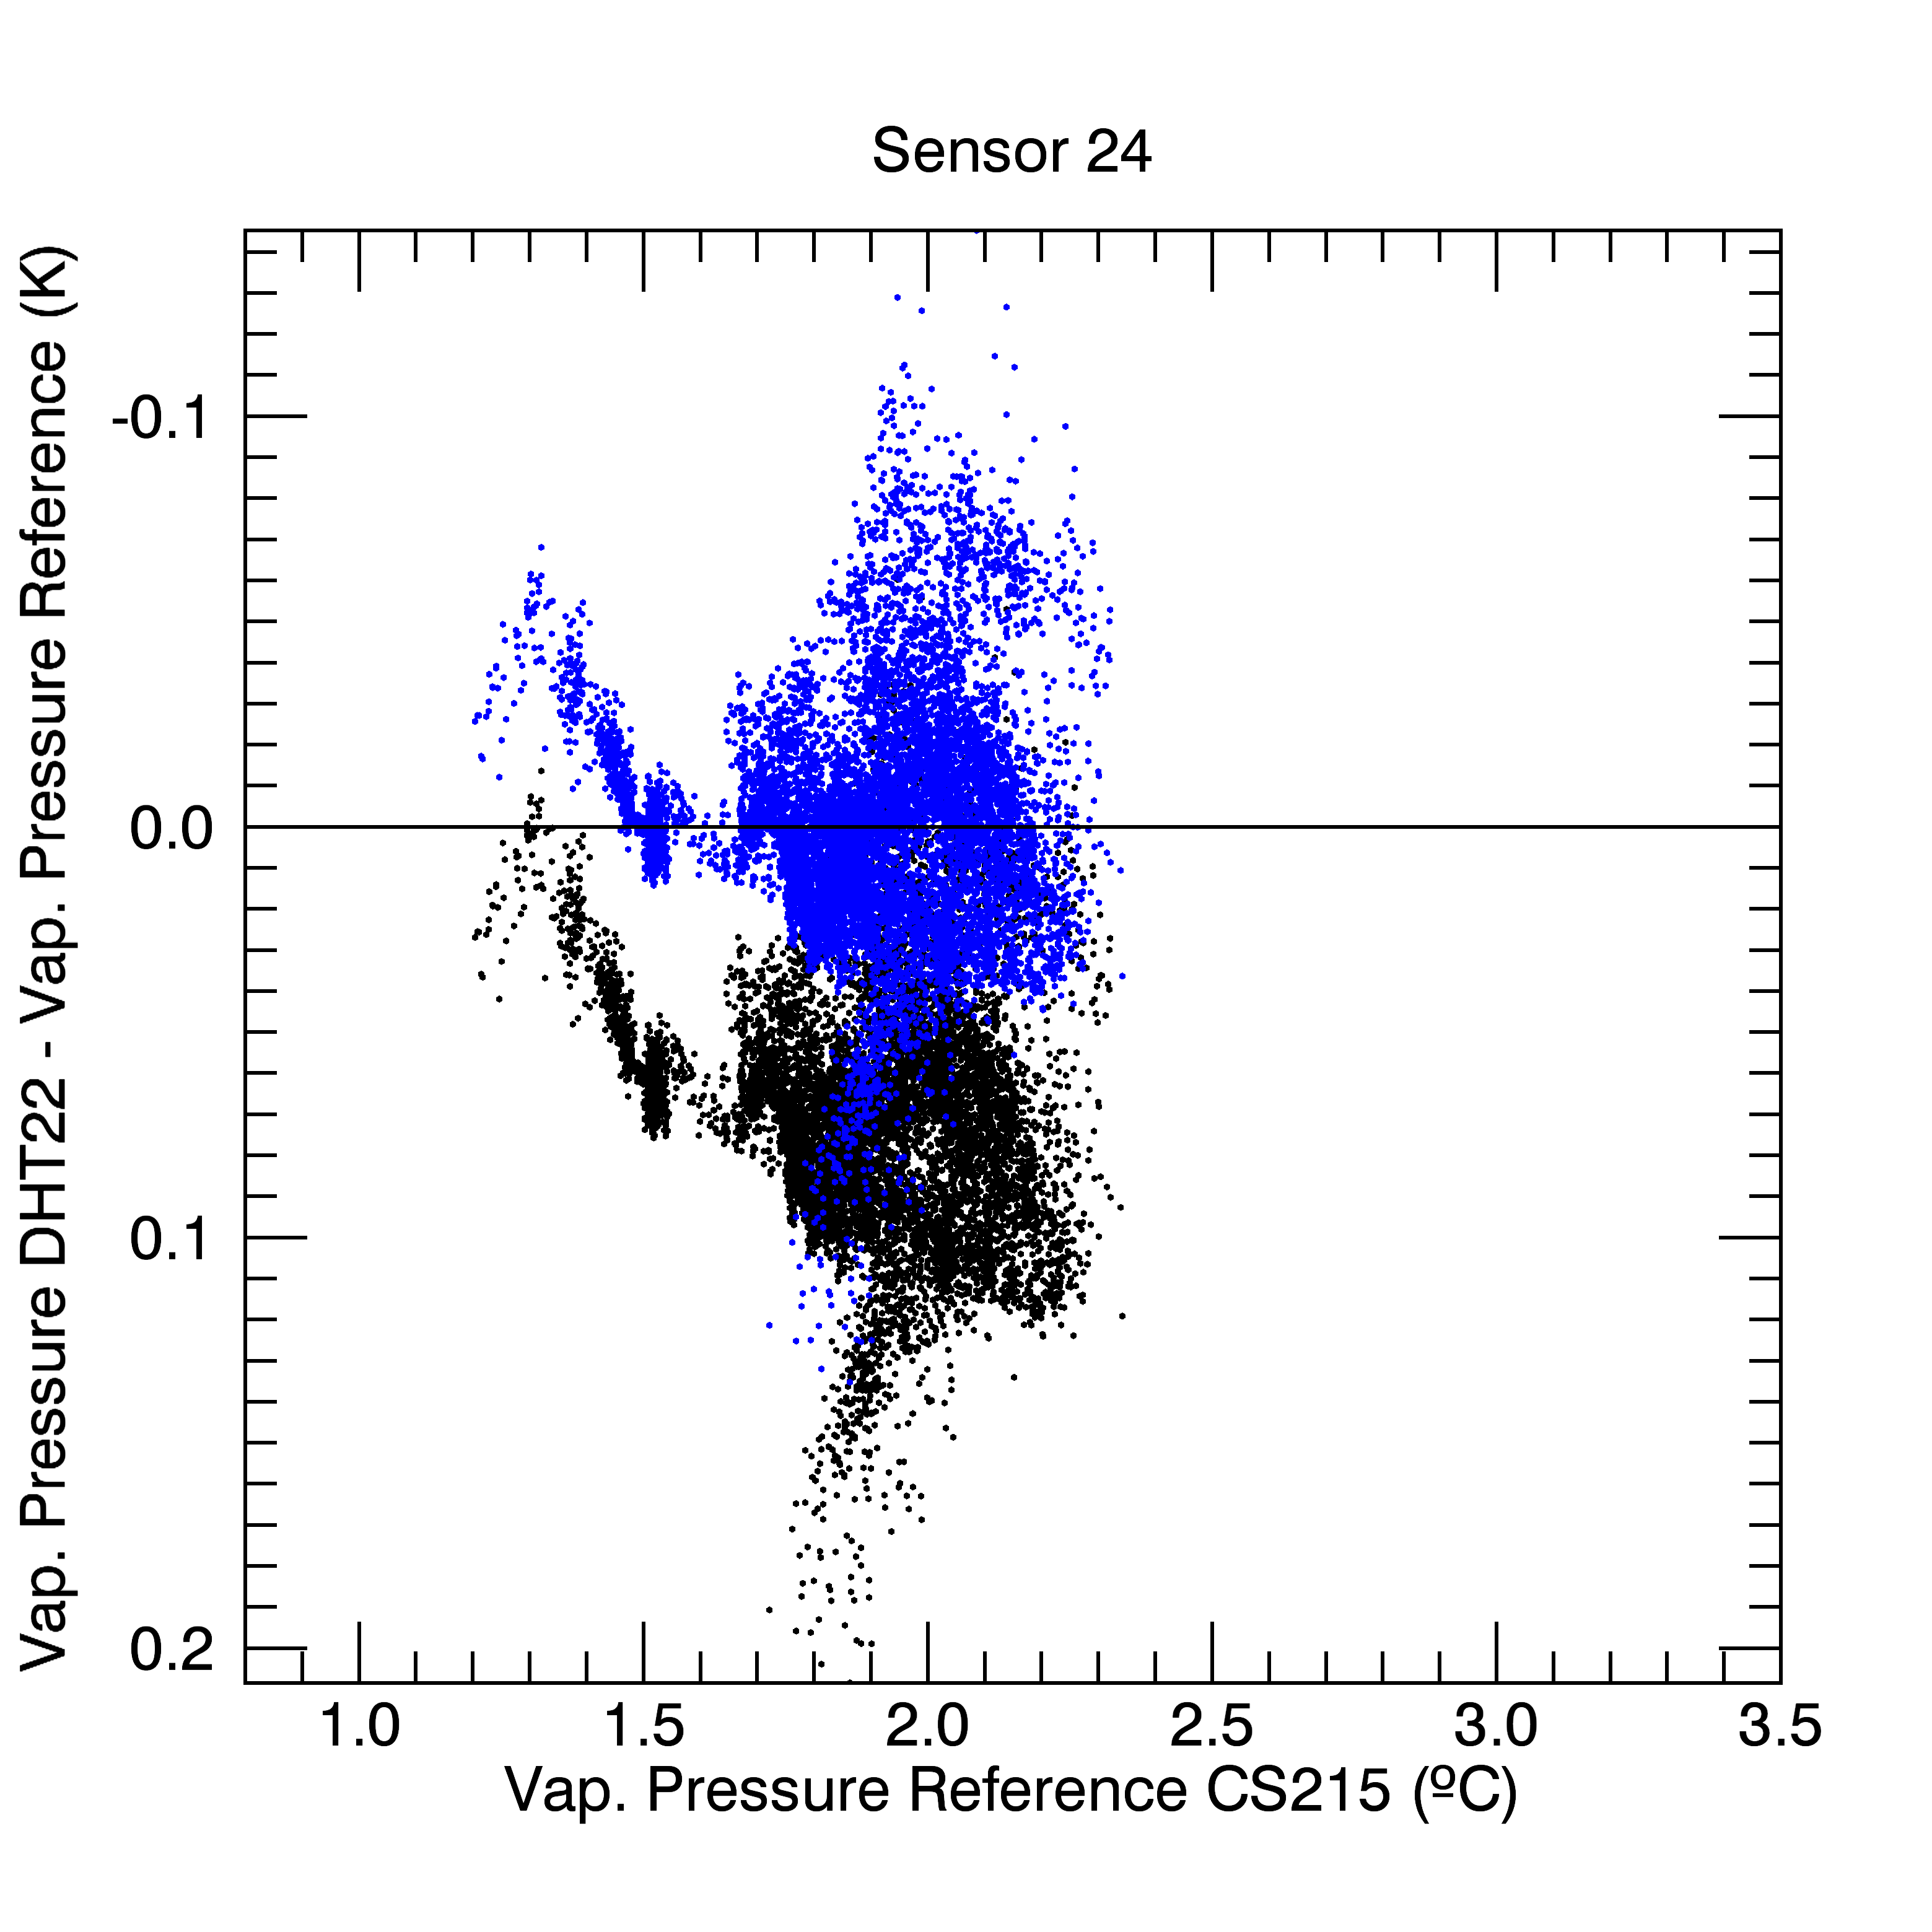 Sensor 24
Vap. Pressure DHT22 - Vap. Pressure Reference (K)
-0.1
0.0
0.1
0.2
1.0 1.5 2.0 2.5 3.0 3.5
Vap. Pressure Reference CS215 (ºC)